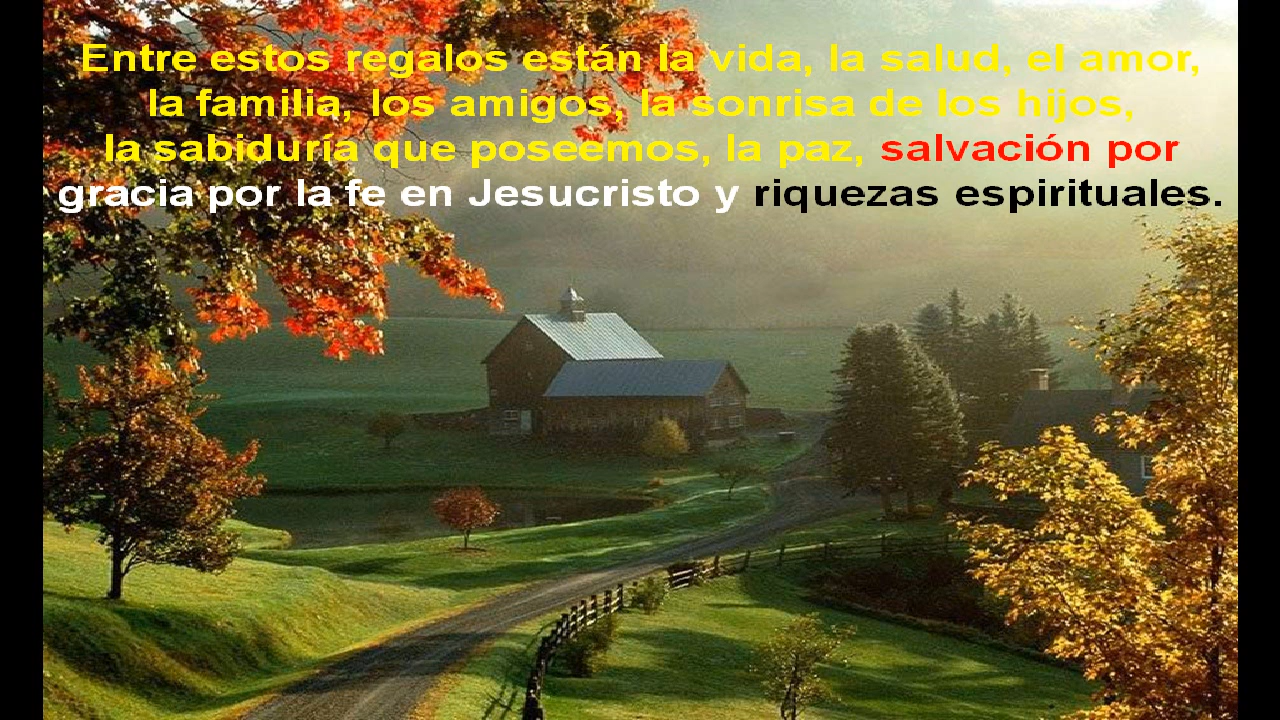 Entre estos regalos están la vida, la salud, el amor,
la familia, los amigos, la sonrisa de los hijos,
la sabiduría que poseemos, la paz, salvación por
gracia por la fe en Jesucristo y riquezas espirituales.